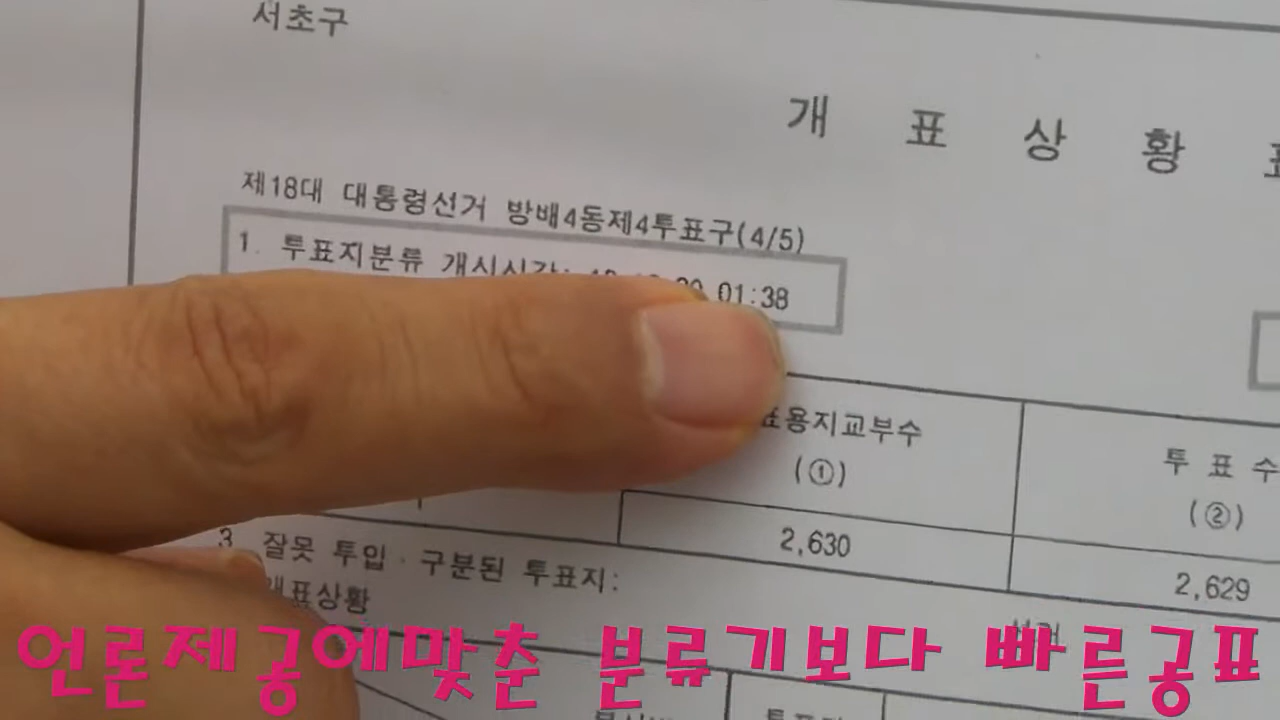 서초구
개 표 상 황
제18대 대통령선거 방배4동제4투표구(4/5)
1. 투표지분류 개시시각: 01:38
표용지교부수
(①)
투 표 수
(②)
2,630
2,629
3. 잘못 투입·구분된 투표지:
개표상황
언론제공에맞춘 분류기보다 빠른공표